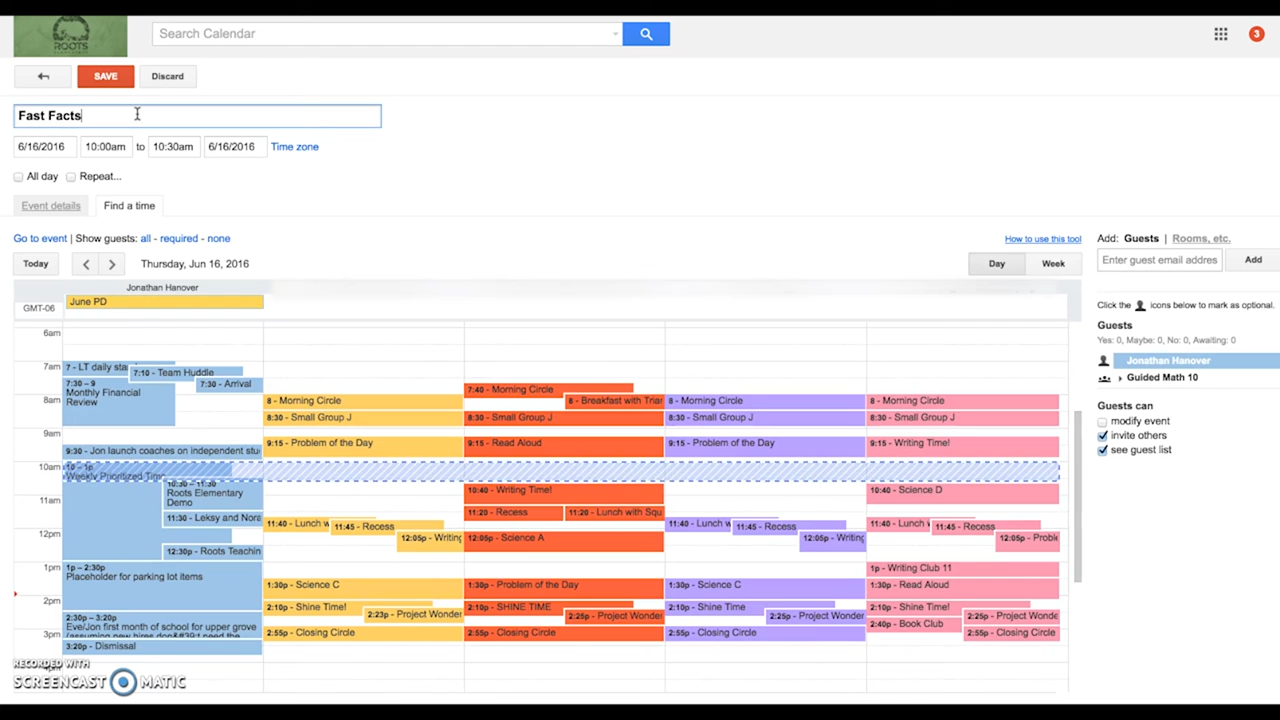 ROOTS
Search Calendar
3
SAVE
Discard
Fast Facts
6/16/2016 10:00am to 10:30am 6/16/2016 Time zone
All day Repeat...
Event details Find a time
Go to event | Show guests: all - required - none
How to use this tool
Add: Guests | Rooms, etc.
Today Thursday, Jun 16, 2016 Day Week
Enter guest email addres Add
Jonathan Hanover
GMT-06 June PD
Click the icons below to mark as optional.
Guests
Yes: 0, Maybe: 0, No: 0, Awaiting: 0
Jonathan Hanover
Guided Math 10
Guests can
modify event
invite others
see guest list
6am
7am
8am
9am
10am
11am
12pm
1pm
2pm
3pm
7 - LT daily sta
7:10 - Team Huddle
7:30 – 9
Monthly Financial
Review
7:30 - Arrival
9:30 - Jon launch coaches on independent stu
10 – 1p
Weekly Prioritized Time
10:30 – 11:30
Roots Elementary
Demo
11:30 - Leksy and Nora
12:30p - Roots Teachin
1p – 2:30p
Placeholder for parking lot items
2:30p – 3:20p
Eve/Jon first month of school for upper grove
(assuming new hires don&#39;t need the
3:20p - Dismissal
8 - Morning Circle
8:30 - Small Group J
9:15 - Problem of the Day
11:40 - Lunch w
11:45 - Recess
12:05p - Writing
1:30p - Science C
2:10p - Shine Time!
2:23p - Project Wonder
2:55p - Closing Circle
7:40 - Morning Circle
8 - Breakfast with Triar
8:30 - Small Group J
9:15 - Read Aloud
10:40 - Writing Time!
11:20 - Recess
11:20 - Lunch with Squ
12:05p - Science A
1:30p - Problem of the Day
2:10p - SHINE TIME
2:25p - Project Wonder
2:55p - Closing Circle
8 - Morning Circle
8:30 - Small Group J
9:15 - Problem of the Day
11:40 - Lunch w
11:45 - Recess
12:05p - Writing
1:30p - Science C
2:10p - Shine Time
2:25p - Project Wonder
2:55p - Closing Circle
8 - Morning Circle
8:30 - Small Group J
9:15 - Writing Time!
10:40 - Science D
11:40 - Lunch w
11:45 - Recess
12:05p - Proble
1p - Writing Club 11
1:30p - Read Aloud
2:10p - Shine Time!
2:25p - Project Wonde
2:40p - Book Club
2:55p - Closing Circle
RECORDED WITH
SCREENCAST MATIC